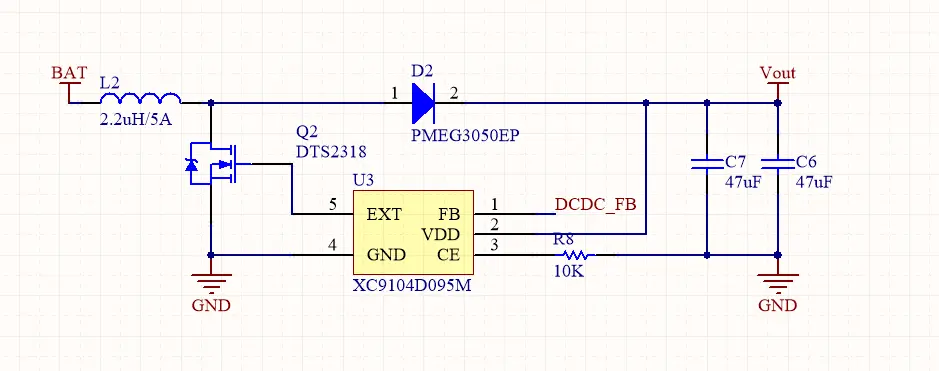 BAT
L2
2.2uH/5A
D2
1
2
PMEG3050EP
Vout
Q2
DTS2318
C7
47uF
C6
47uF
U3
5
EXT
FB
1
DCDC_FB
VDD
2
4
GND
CE
3
R8
10K
XC9104D095M
GND
GND